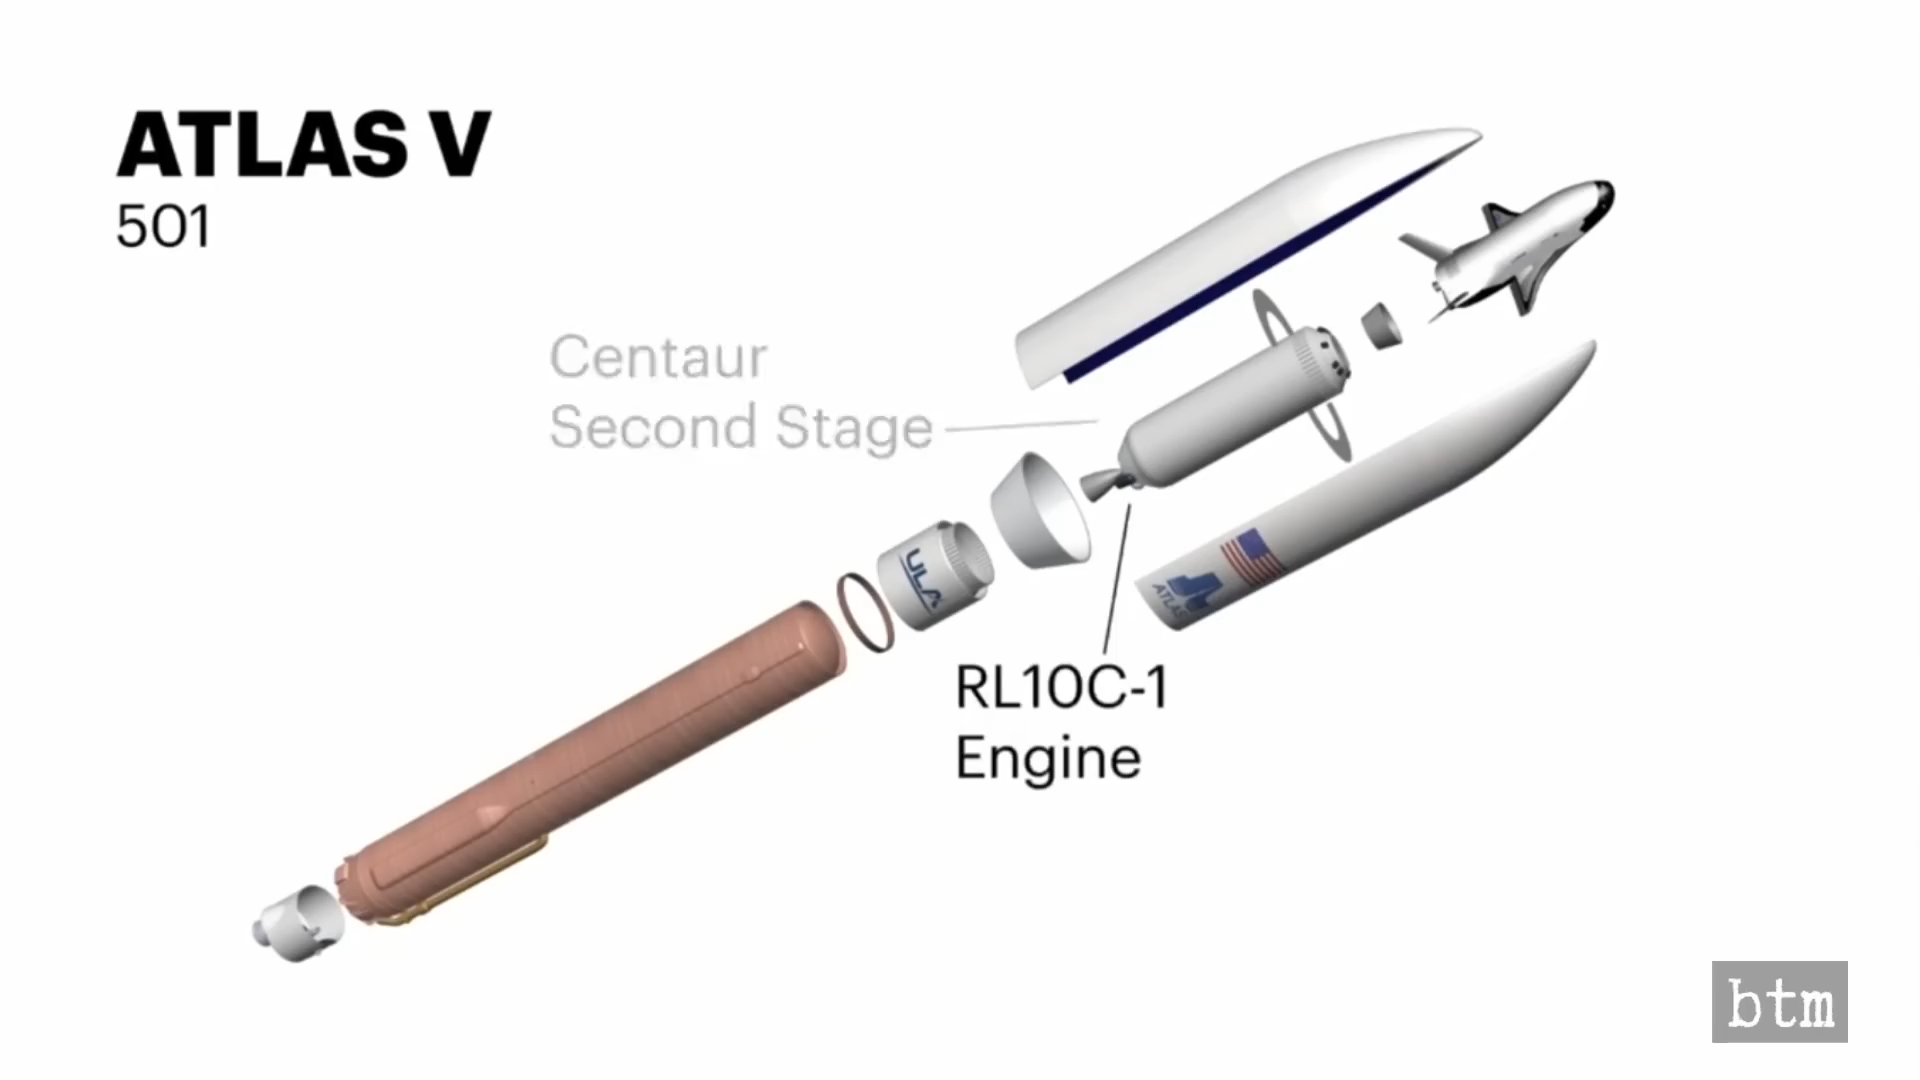 ATLAS V
501
Centaur
Second Stage
ULA
ATLAS
RL10C-1
Engine
btm